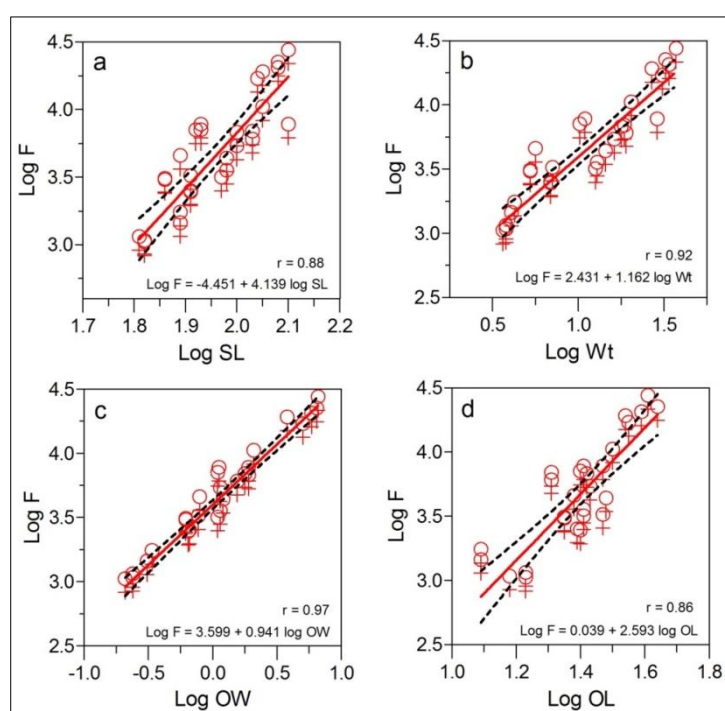 a
4.5
4.0
3.5
3.0
2.5
Log F
r = 0.88
Log F = -4.451 + 4.139 log SL
1.7 1.8 1.9 2.0 2.1 2.2
Log SL
b
4.5
4.0
3.5
3.0
2.5
Log F
r = 0.92
Log F = 2.431 + 1.162 log Wt
0.5 1.0 1.5
Log Wt
c
4.5
4.0
3.5
3.0
2.5
Log F
r = 0.97
Log F = 3.599 + 0.941 log OW
-1.0 -0.5 0.0 0.5 1.0
Log OW
d
4.5
4.0
3.5
3.0
2.5
Log F
r = 0.86
Log F = 0.039 + 2.593 log OL
1.0 1.2 1.4 1.6 1.8
Log OL